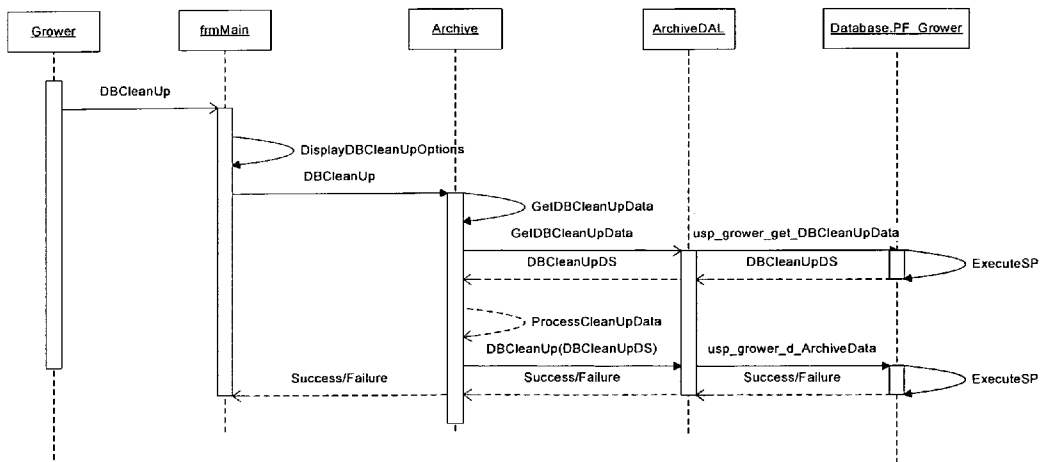 Grower
frmMain
Archive
ArchiveDAL
Database.PF_Grower
DBCleanUp
DisplayDBCleanUpOptions
DBCleanUp
GetDBCleanUpData
GetDBCleanUpData
usp_grower_get_DBCleanUpData
DBCleanUpDS
DBCleanUpDS
ExecuteSP
ProcessCleanUpData
DBCleanUp(DBCleanUpDS)
usp_grower_d_ArchiveData
Success/Failure
Success/Failure
Success/Failure
ExecuteSP